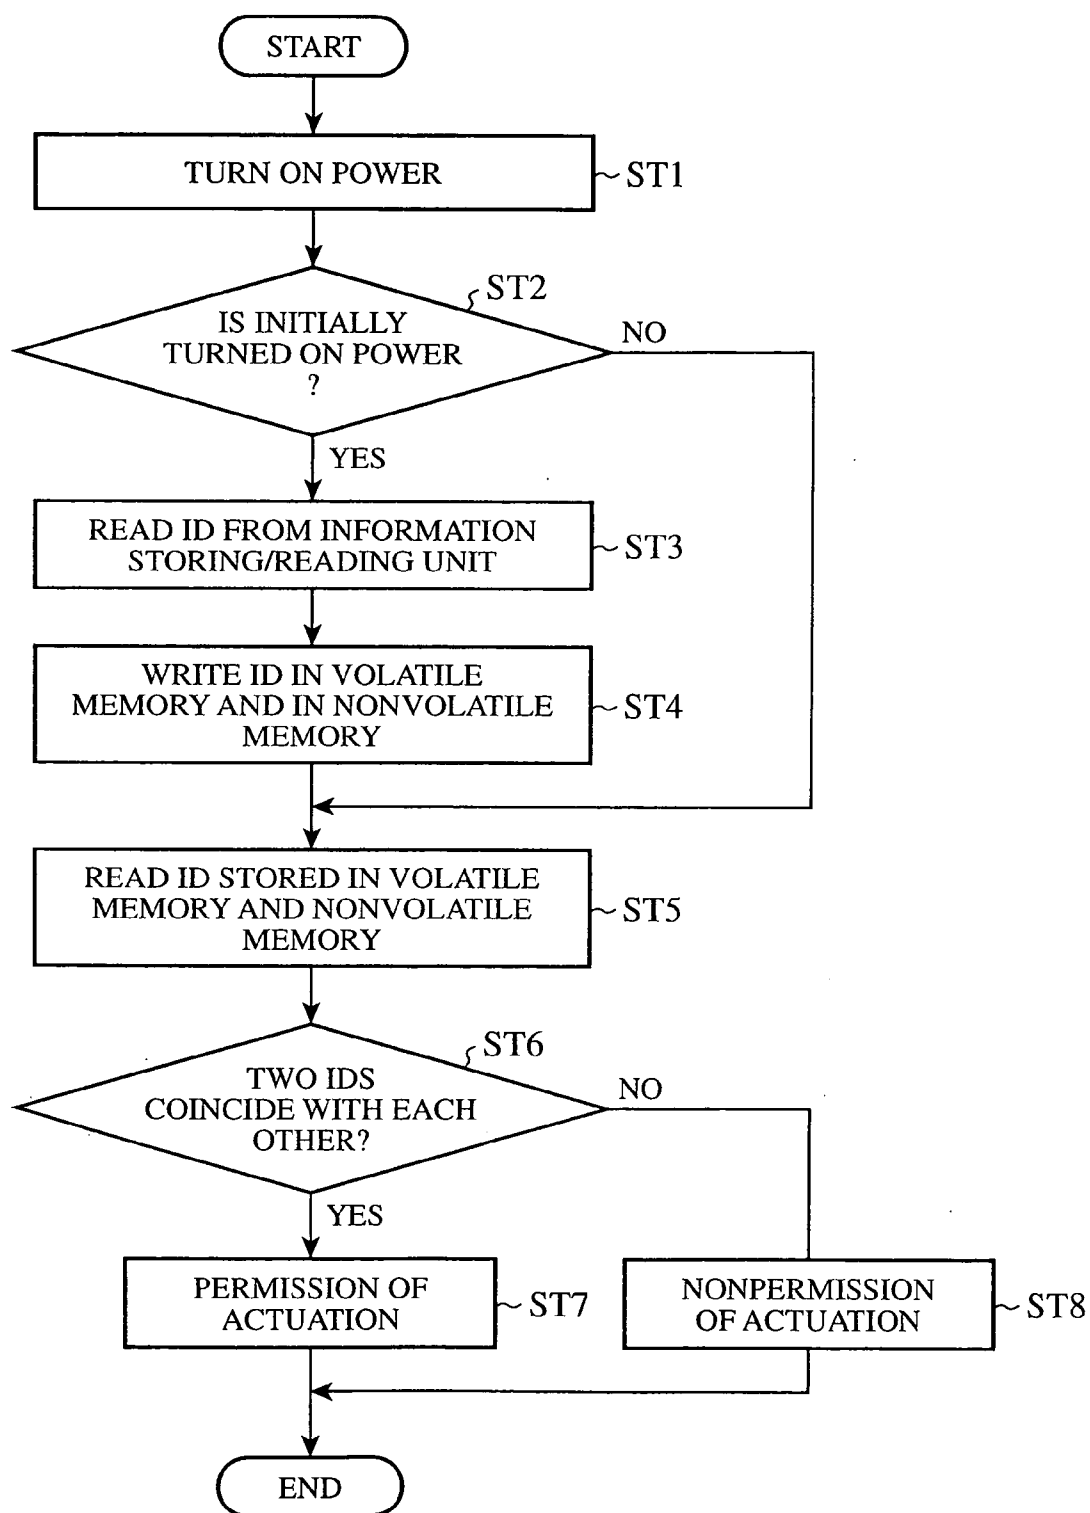 START
TURN ON POWER
ST1
ST2
IS INITIALLY
TURNED ON POWER
?
NO
YES
READ ID FROM INFORMATION
STORING/READING UNIT
ST3
WRITE ID IN VOLATILE
MEMORY AND IN NONVOLATILE
MEMORY
ST4
READ ID STORED IN VOLATILE
MEMORY AND NONVOLATILE
MEMORY
ST5
ST6
TWO IDS
COINCIDE WITH EACH
OTHER?
NO
YES
PERMISSION OF
ACTUATION
ST7
NONPERMISSION
OF ACTUATION
ST8
END